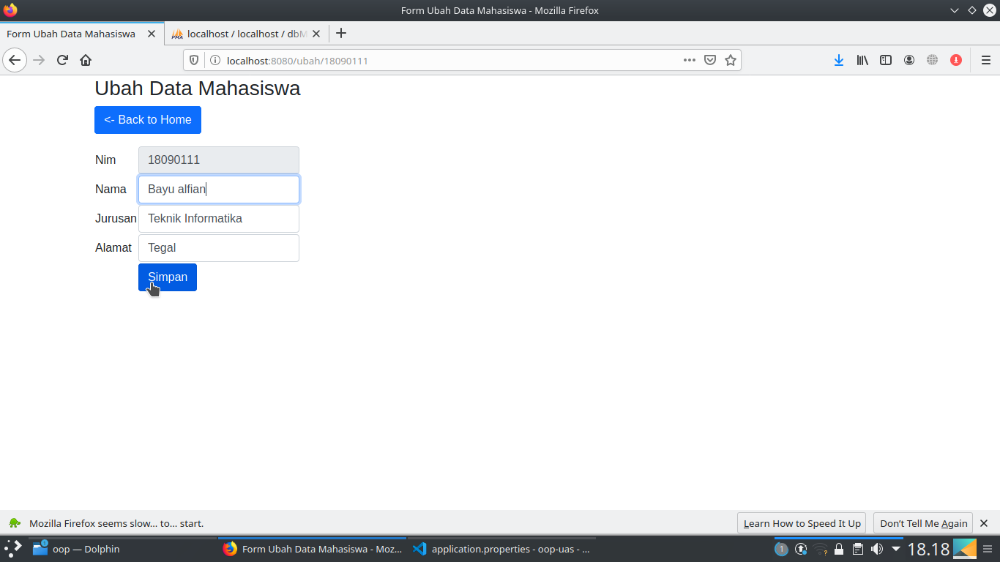 Form Ubah Data Mahasiswa - Mozilla Firefox
Form Ubah Data Mahasiswa
localhost / localhost / dbM
localhost:8080/ubah/18090111
Ubah Data Mahasiswa
<- Back to Home
Nim 18090111
Nama Bayu alfian
Jurusan Teknik Informatika
Alamat Tegal
Simpan
Mozilla Firefox seems slow... to... start.
Learn How to Speed It Up
Don't Tell Me Again
oop — Dolphin
Form Ubah Data Mahasiswa - Moz...
application.properties - oop-uas - ...
1
18.18